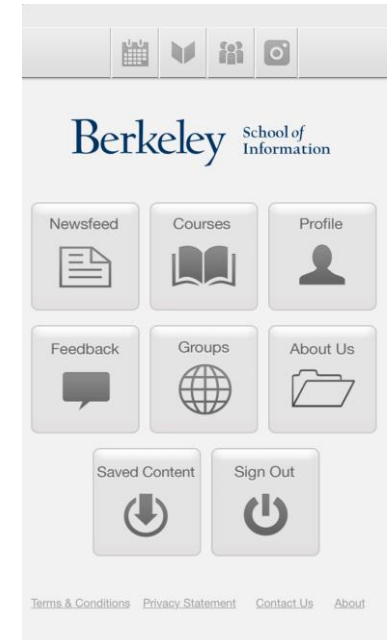 Berkeley School of
Information
Newsfeed Courses Profile
Feedback Groups About Us
Saved Content Sign Out
Terms & Conditions Privacy Statement Contact Us About